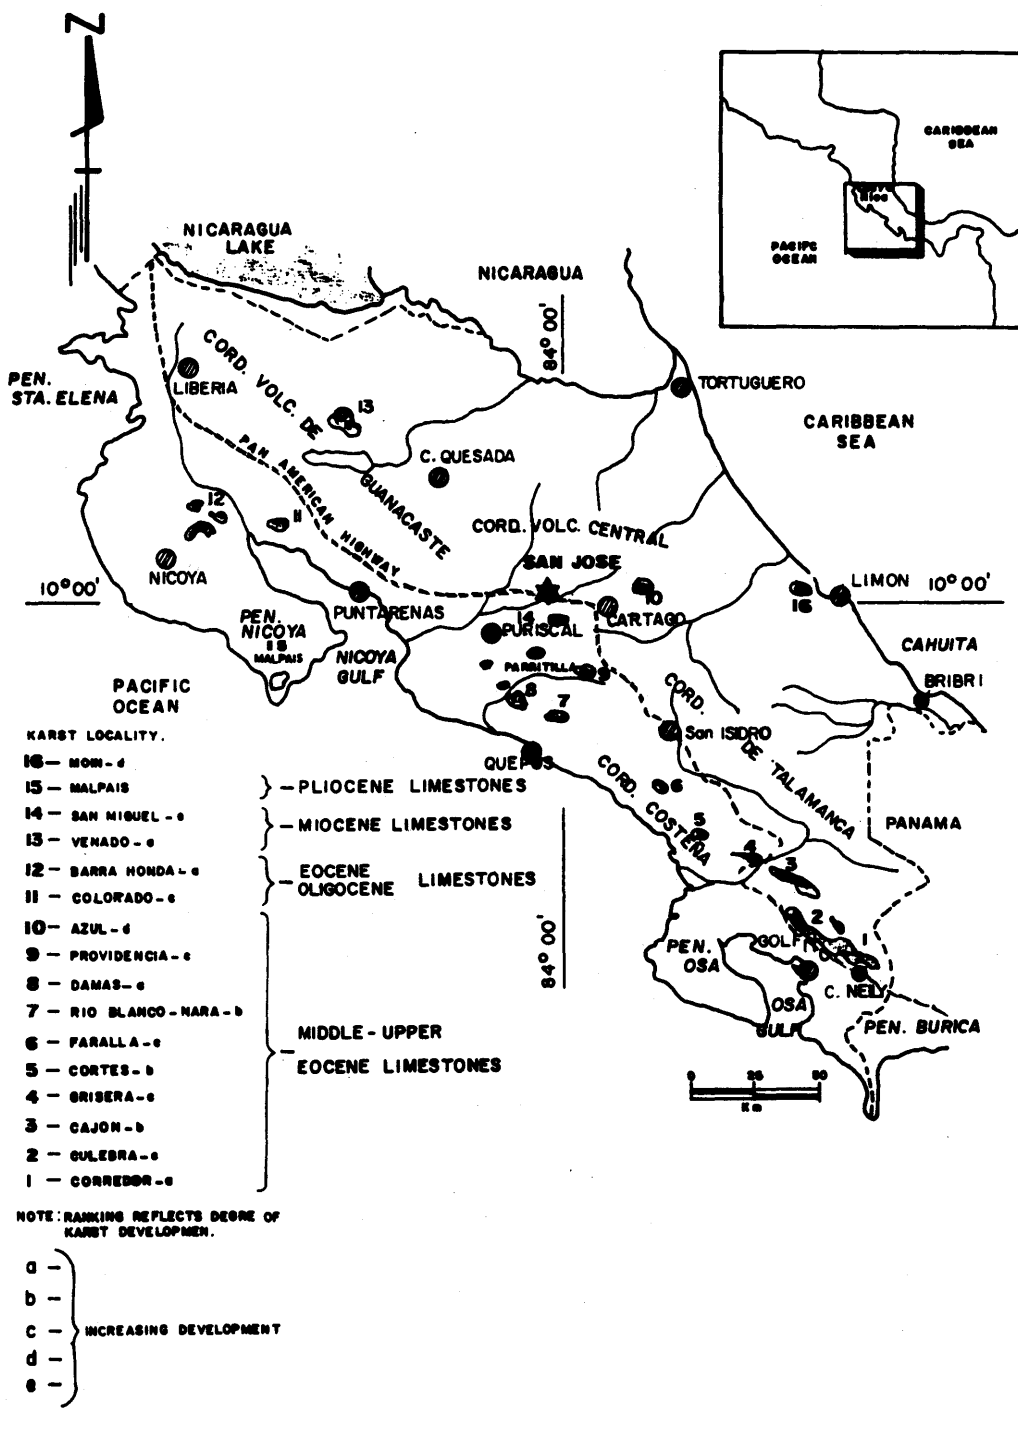 N
CARIBBEAN
SEA
Rica
PACIFC
OCEAN
NICARAGUA
LAKE
NICARAGUA
84° 00'
CORD. VOLC. DE
GUANACASTE
LIBERIA
PEN.
STA. ELENA
13
TORTUGUERO
CARIBBEAN
SEA
C. QUESADA
PAN AMERICAN HIGHWAY
12
11
CORD. VOLC. CENTRAL
SAN JOSE
NICOYA
10°00'
10
16
LIMON
10°00'
PUNTARENAS
14
CARTAGO
PURISCAL
PEN.
NICOYA
15
MALPAIS
NICOYA
GULF
PARRITILLA
9
CAHUITA
BRIBRI
8
7
CORD.
DE TALAMANCA
San ISIDRO
PACIFIC
OCEAN
QUEPOS
CORD. COSTEÑA
6
5
4
3
PANAMA
2
1
GOLFITO
PEN.
OSA
84° 00'
OSA
GULF
C. NEILY
PEN. BURICA
0 25 50
Km
KARST LOCALITY.
16 — MOIN - d
15 — MALPAIS
— PLIOCENE LIMESTONES
14 — SAN MIGUEL -
13 — VENADO -
— MIOCENE LIMESTONES
12 — BARRA HONDA -
11 — COLORADO -
— EOCENE
OLIGOCENE LIMESTONES
10 — AZUL - d
9 — PROVIDENCIA -
8 — DAMAS -
7 — RIO BLANCO - NARA - b
6 — FARALLA -
5 — CORTES - b
4 — GRISERA -
3 — CAJON - b
2 — CULEBRA -
1 — CORREDOR -
— MIDDLE - UPPER
EOCENE LIMESTONES
NOTE: RANKING REFLECTS DEGRE OF
KARST DEVELOPMEN.
a —
b —
c —
d —
e —
INCREASING DEVELOPMENT